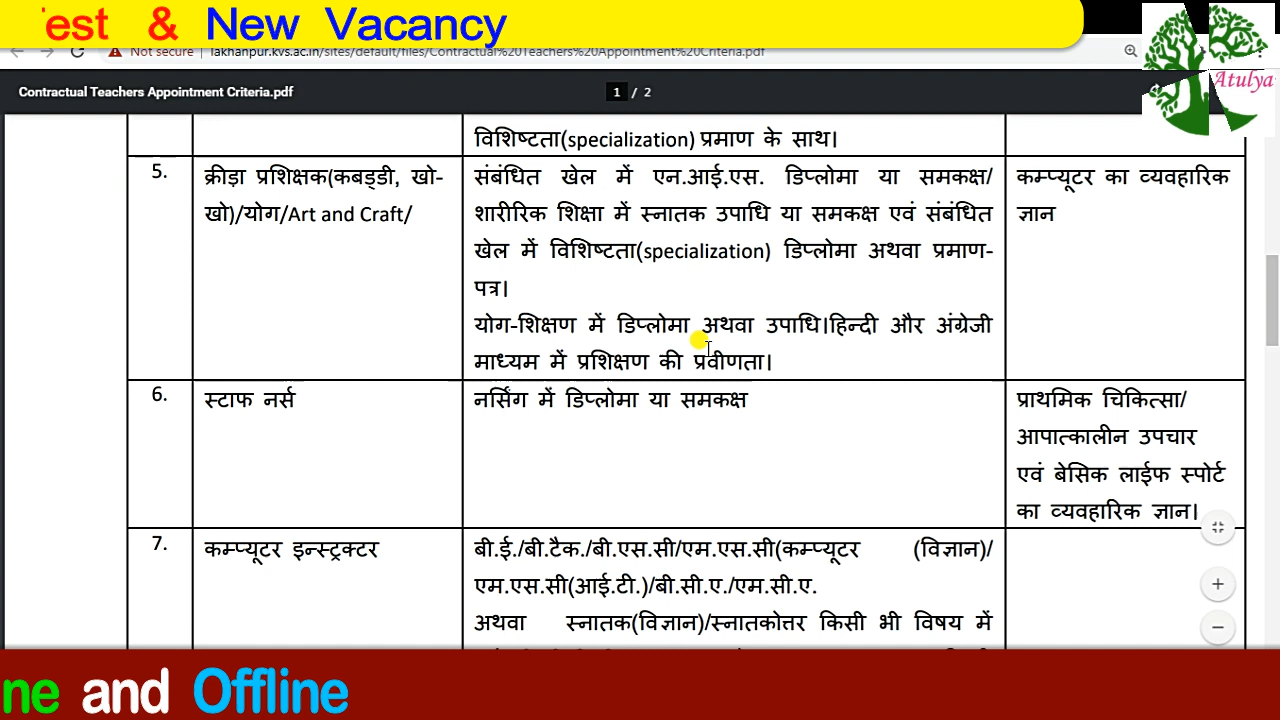 est & New Vacancy
Atulya
Not secure | lakhanpur.kvs.ac.in/sites/default/files/Contractual%20Teachers%20Appointment%20Criteria.pdf
Contractual Teachers Appointment Criteria.pdf
1 / 2
विशिष्टता(specialization) प्रमाण के साथ।
5.
क्रीड़ा प्रशिक्षक(कबड्डी, खो-
खो)/योग/Art and Craft/
संबंधित खेल में एन.आई.एस. डिप्लोमा या समकक्ष/
शारीरिक शिक्षा में स्नातक उपाधि या समकक्ष एवं संबंधित
खेल में विशिष्टता(specialization) डिप्लोमा अथवा प्रमाण-
पत्र।
योग-शिक्षण में डिप्लोमा अथवा उपाधि।हिन्दी और अंग्रेजी
माध्यम में प्रशिक्षण की प्रवीणता।
कम्प्यूटर का व्यवहारिक
ज्ञान
6.
स्टाफ नर्स
नर्सिंग में डिप्लोमा या समकक्ष
प्राथमिक चिकित्सा/
आपात्कालीन उपचार
एवं बेसिक लाईफ स्पोर्ट
का व्यवहारिक ज्ञान।
7.
कम्प्यूटर इन्स्ट्रक्टर
बी.ई./बी.टैक./बी.एस.सी/एम.एस.सी(कम्प्यूटर (विज्ञान)/
एम.एस.सी(आई.टी.)/बी.सी.ए./एम.सी.ए.
अथवा स्नातक(विज्ञान)/स्नातकोत्तर किसी भी विषय में
ne and Offline